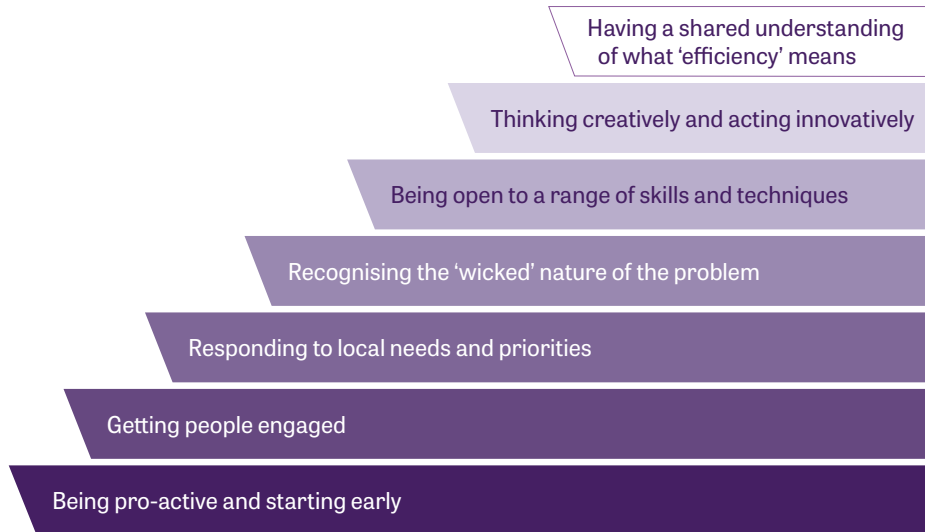 Having a shared understanding
of what ‘efficiency’ means
Thinking creatively and acting innovatively
Being open to a range of skills and techniques
Recognising the ‘wicked’ nature of the problem
Responding to local needs and priorities
Getting people engaged
Being pro-active and starting early